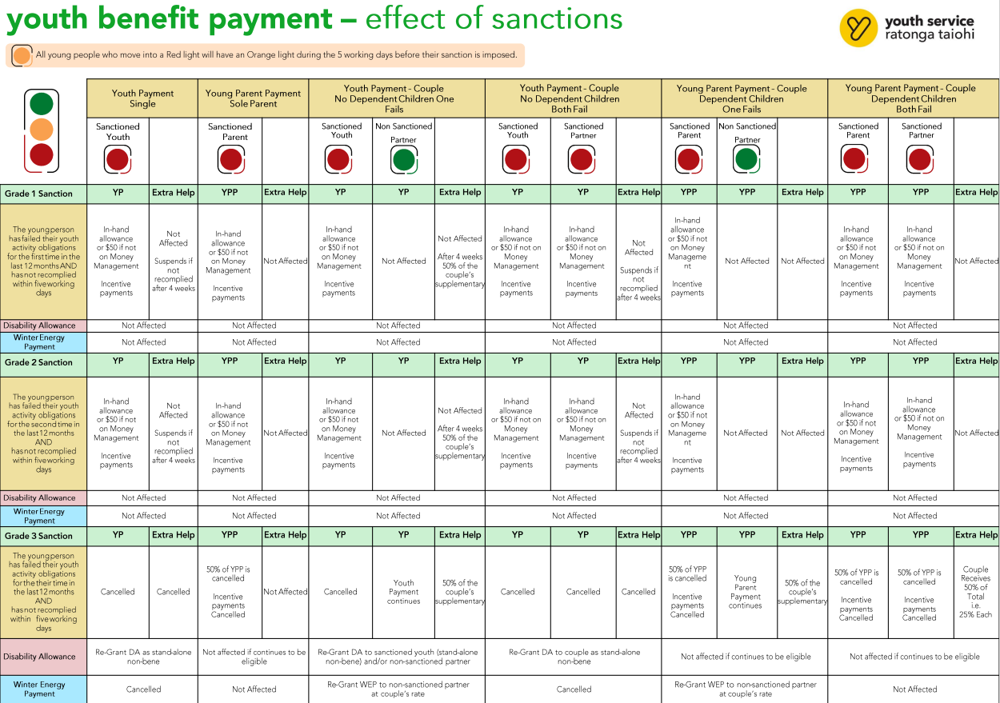 youth benefit payment – effect of sanctions
youth service
ratonga taiohi
All young people who move into a Red light will have an Orange light during the 5 working days before their sanction is imposed.
Youth Payment
Single
Young Parent Payment
Sole Parent
Youth Payment - Couple
No Dependent Children One
Fails
Youth Payment - Couple
No Dependent Children
Both Fail
Young Parent Payment - Couple
Dependent Children
One Fails
Young Parent Payment - Couple
Dependent Children
Both Fail
Sanctioned
Youth
Sanctioned
Parent
Sanctioned
Youth
Non Sanctioned
Partner
Sanctioned
Youth
Sanctioned
Partner
Sanctioned
Parent
Non Sanctioned
Partner
Sanctioned
Parent
Sanctioned
Partner
Grade 1 Sanction
YP
Extra Help
YPP
Extra Help
YP
YP
Extra Help
YP
YP
Extra Help
YPP
YPP
Extra Help
YPP
YPP
Extra Help
The young person
has failed their youth
activity obligations
for the first time in the
last 12 months AND
has not recomplied
within five working
days
In-hand
allowance
or $50 if not
on Money
Management
Incentive
payments
Not
Affected
Suspends if
not
recomplied
after 4 weeks
In-hand
allowance
or $50 if not
on Money
Management
Incentive
payments
Not Affected
In-hand
allowance
or $50 if not
on Money
Management
Incentive
payments
Not Affected
Not Affected
After 4 weeks
50% of the
couple's
supplementary
In-hand
allowance
or $50 if not on
Money
Management
Incentive
payments
In-hand
allowance
or $50 if not on
Money
Management
Incentive
payments
Not
Affected
Suspends if
not
recomplied
after 4 weeks
In-hand
allowance
or $50 if not
on Money
Manageme
nt
Incentive
payments
Not Affected
Not Affected
In-hand
allowance
or $50 if not
on Money
Management
Incentive
payments
In-hand
allowance
or $50 if not on
Money
Management
Incentive
payments
Not Affected
Disability Allowance
Not Affected
Not Affected
Not Affected
Not Affected
Not Affected
Not Affected
Winter Energy
Payment
Not Affected
Not Affected
Not Affected
Not Affected
Not Affected
Not Affected
Grade 2 Sanction
YP
Extra Help
YPP
Extra Help
YP
YP
Extra Help
YP
YP
Extra Help
YPP
YPP
Extra Help
YPP
YPP
Extra Help
The young person
has failed their youth
activity obligations
for the second time in
the last 12 months
AND
has not recomplied
within five working
days
In-hand
allowance
or $50 if not
on Money
Management
Incentive
payments
Not
Affected
Suspends if
not
recomplied
after 4 weeks
In-hand
allowance
or $50 if not
on Money
Management
Incentive
payments
Not Affected
In-hand
allowance
or $50 if not
on Money
Management
Incentive
payments
Not Affected
Not Affected
After 4 weeks
50% of the
couple's
supplementary
In-hand
allowance
or $50 if not on
Money
Management
Incentive
payments
In-hand
allowance
or $50 if not on
Money
Management
Incentive
payments
Not
Affected
Suspends if
not
recomplied
after 4 weeks
In-hand
allowance
or $50 if not
on Money
Manageme
nt
Incentive
payments
Not Affected
Not Affected
In-hand
allowance
or $50 if not
on Money
Management
Incentive
payments
In-hand
allowance
or $50 if not on
Money
Management
Incentive
payments
Not Affected
Disability Allowance
Not Affected
Not Affected
Not Affected
Not Affected
Not Affected
Not Affected
Winter Energy
Payment
Not Affected
Not Affected
Not Affected
Not Affected
Not Affected
Not Affected
Grade 3 Sanction
YP
Extra Help
YPP
Extra Help
YP
YP
Extra Help
YP
YP
Extra Help
YPP
YPP
Extra Help
YPP
YPP
Extra Help
The young person
has failed their youth
activity obligations
for the their time in
the last 12 months
AND
has not recomplied
within five working
days
Cancelled
Cancelled
50% of YPP is
cancelled
Incentive
payments
Cancelled
Not Affected
Cancelled
Youth
Payment
continues
50% of the
couple's
supplementary
Cancelled
Cancelled
Cancelled
50% of YPP
is cancelled
Incentive
payments
Cancelled
Young
Parent
Payment
continues
50% of the
couple's
supplementary
50% of YPP is
cancelled
Incentive
payments
Cancelled
50% of YPP is
cancelled
Incentive
payments
Cancelled
Couple
Receives
50% of
Total
i.e.
25% Each
Disability Allowance
Re-Grant DA as stand-alone
non-bene
Not affected if continues to be
eligible
Re-Grant DA to sanctioned youth (stand-alone
non-bene) and/or non-sanctioned partner
Re-Grant DA to couple as stand-alone
non-bene
Not affected if continues to be eligible
Not affected if continues to be eligible
Winter Energy
Payment
Cancelled
Not Affected
Re-Grant WEP to non-sanctioned partner
at couple's rate
Cancelled
Re-Grant WEP to non-sanctioned partner
at couple's rate
Not Affected